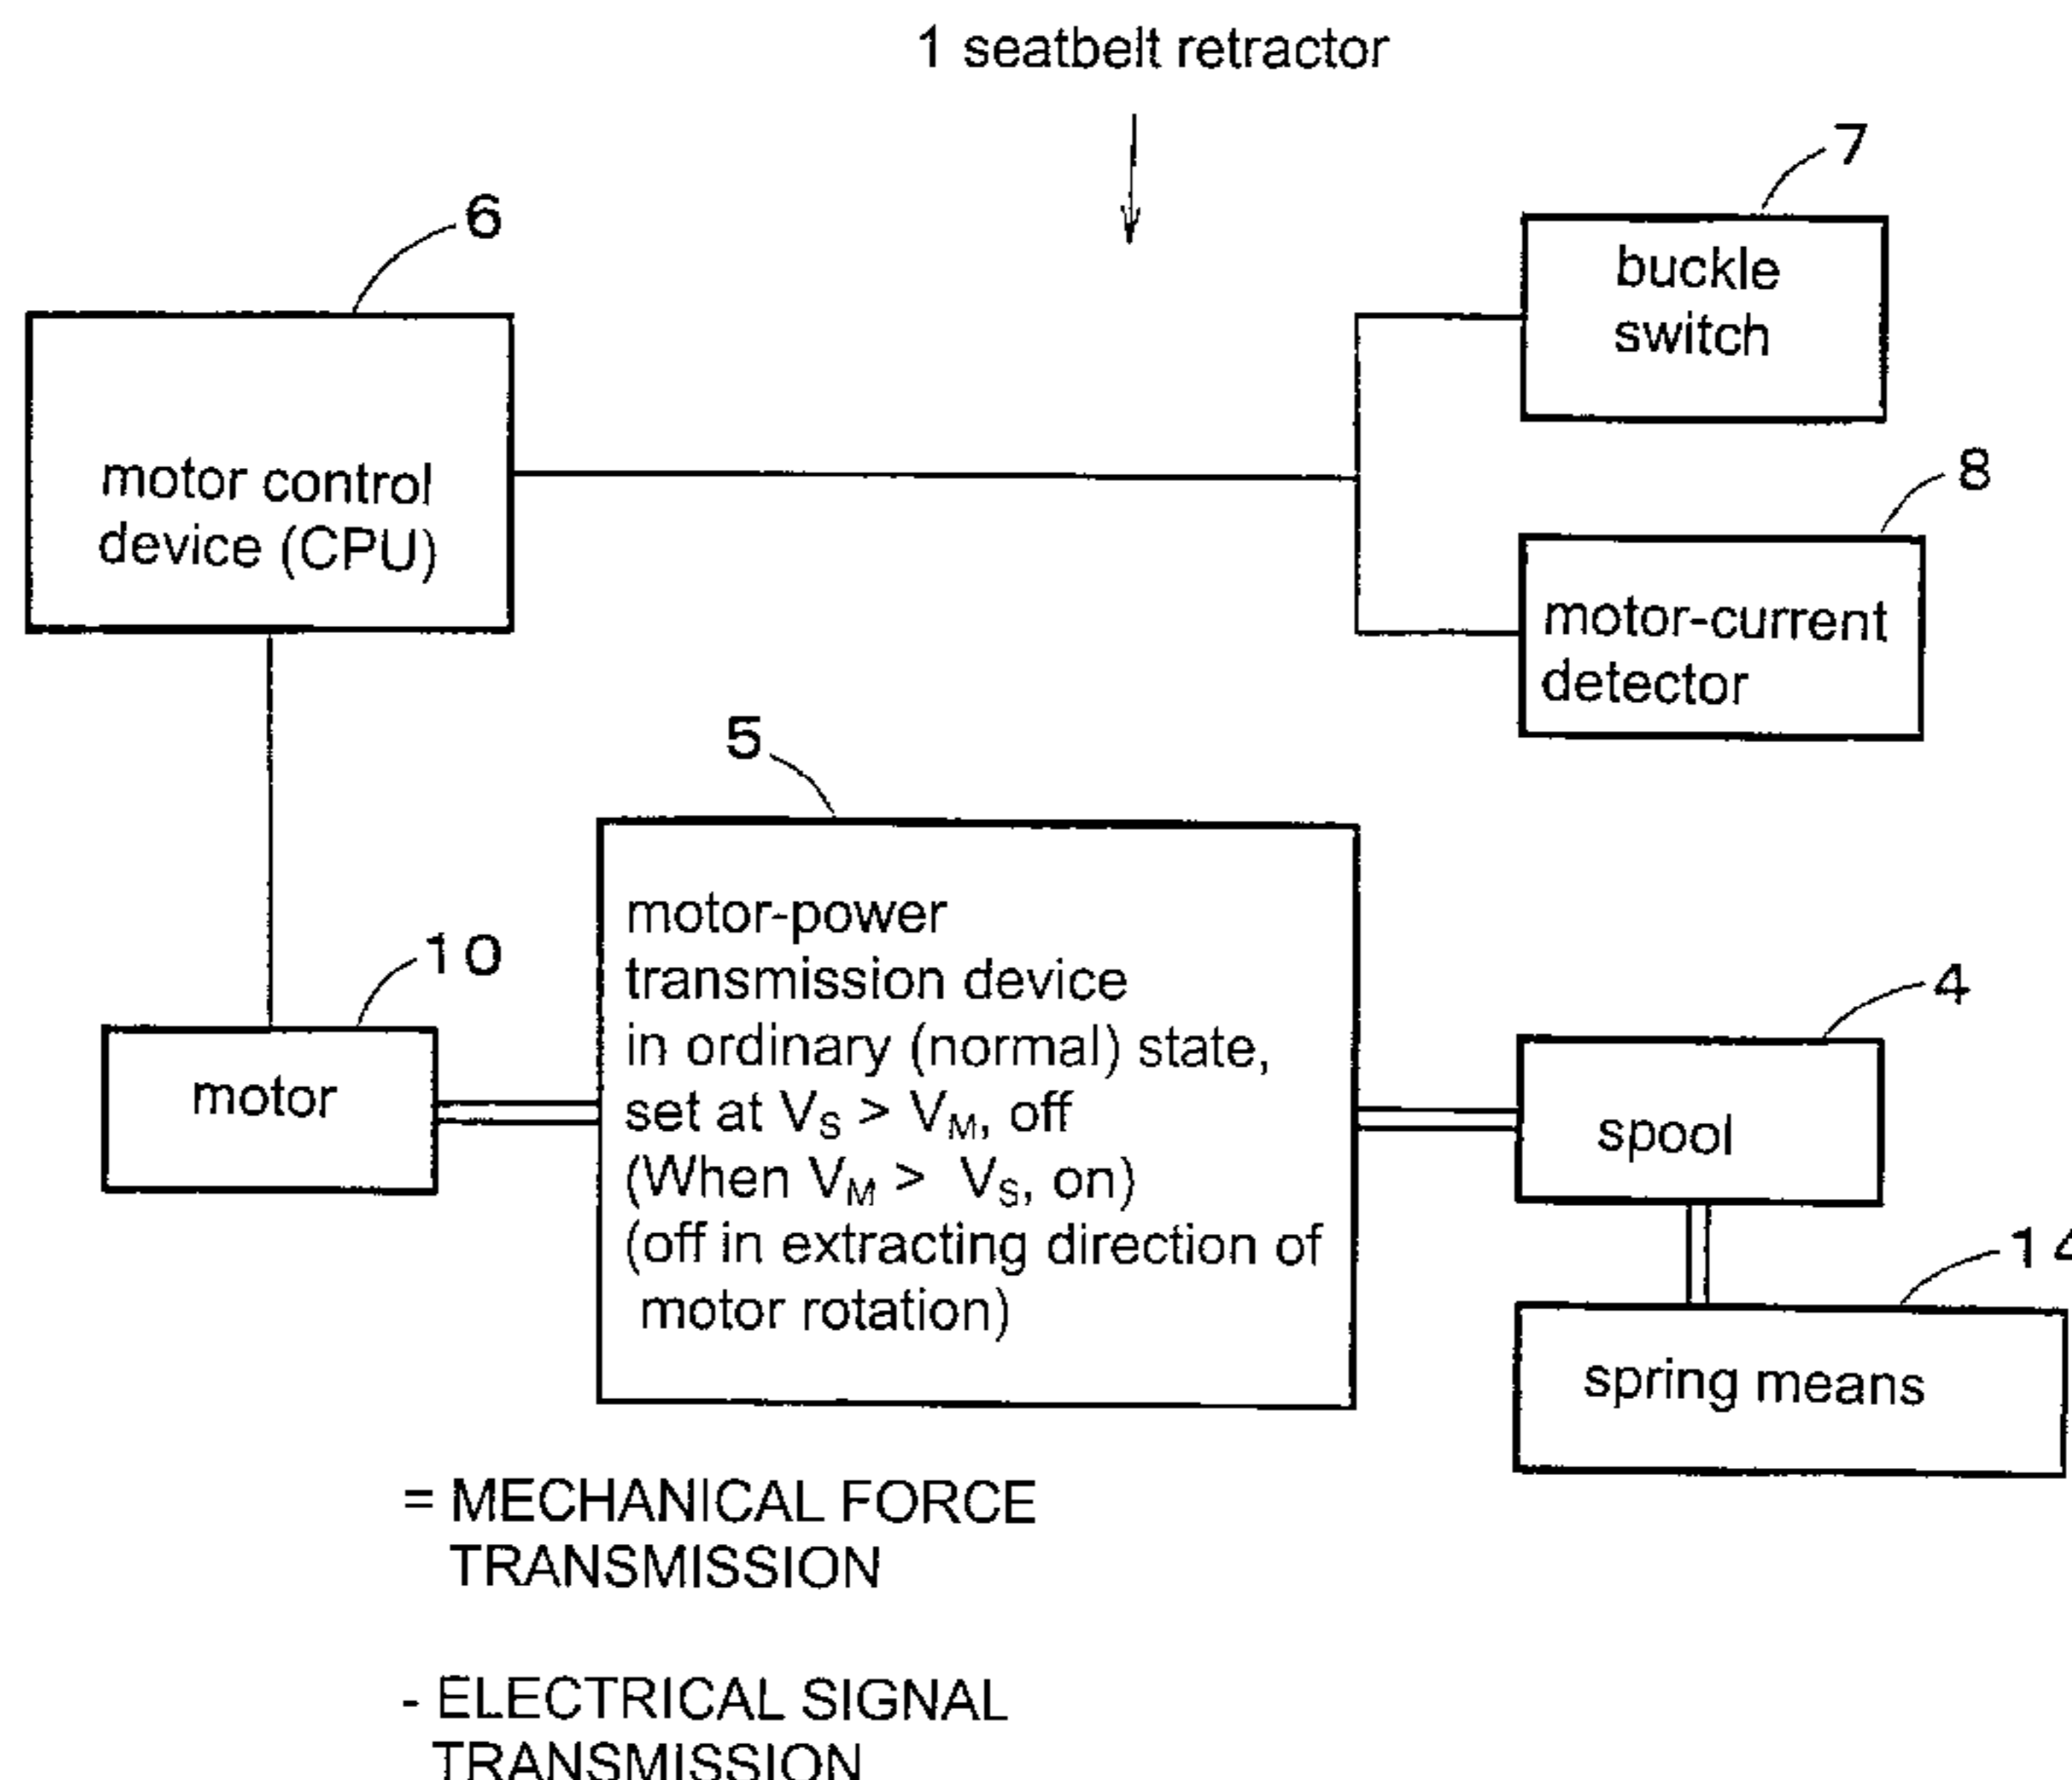 1 seatbelt retractor
7
6
buckle
switch
motor control
device (CPU)
8
motor-current
detector
5
motor-power
transmission device
in ordinary (normal) state,
set at VS > VM, off
(When VM > VS, on)
(off in extracting direction of
motor rotation)
10
motor
4
spool
14
spring means
= MECHANICAL FORCE
TRANSMISSION
- ELECTRICAL SIGNAL
TRANSMISSION